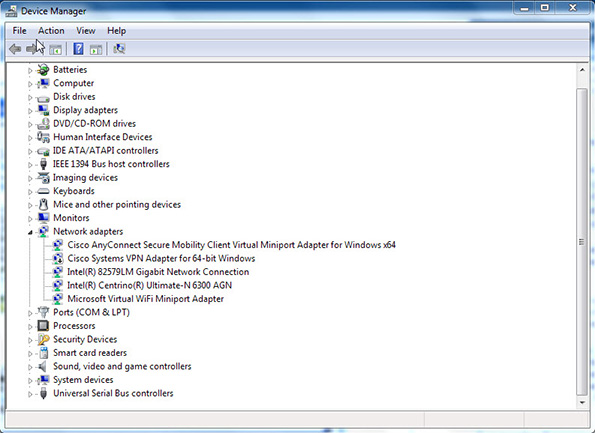 Device Manager
File Action View Help
Batteries
Computer
Disk drives
Display adapters
DVD/CD-ROM drives
Human Interface Devices
IDE ATA/ATAPI controllers
IEEE 1394 Bus host controllers
Imaging devices
Keyboards
Mice and other pointing devices
Monitors
Network adapters
Cisco AnyConnect Secure Mobility Client Virtual Miniport Adapter for Windows x64
Cisco Systems VPN Adapter for 64-bit Windows
Intel(R) 82579LM Gigabit Network Connection
Intel(R) Centrino(R) Ultimate-N 6300 AGN
Microsoft Virtual WiFi Miniport Adapter
Ports (COM & LPT)
Processors
Security Devices
Smart card readers
Sound, video and game controllers
System devices
Universal Serial Bus controllers